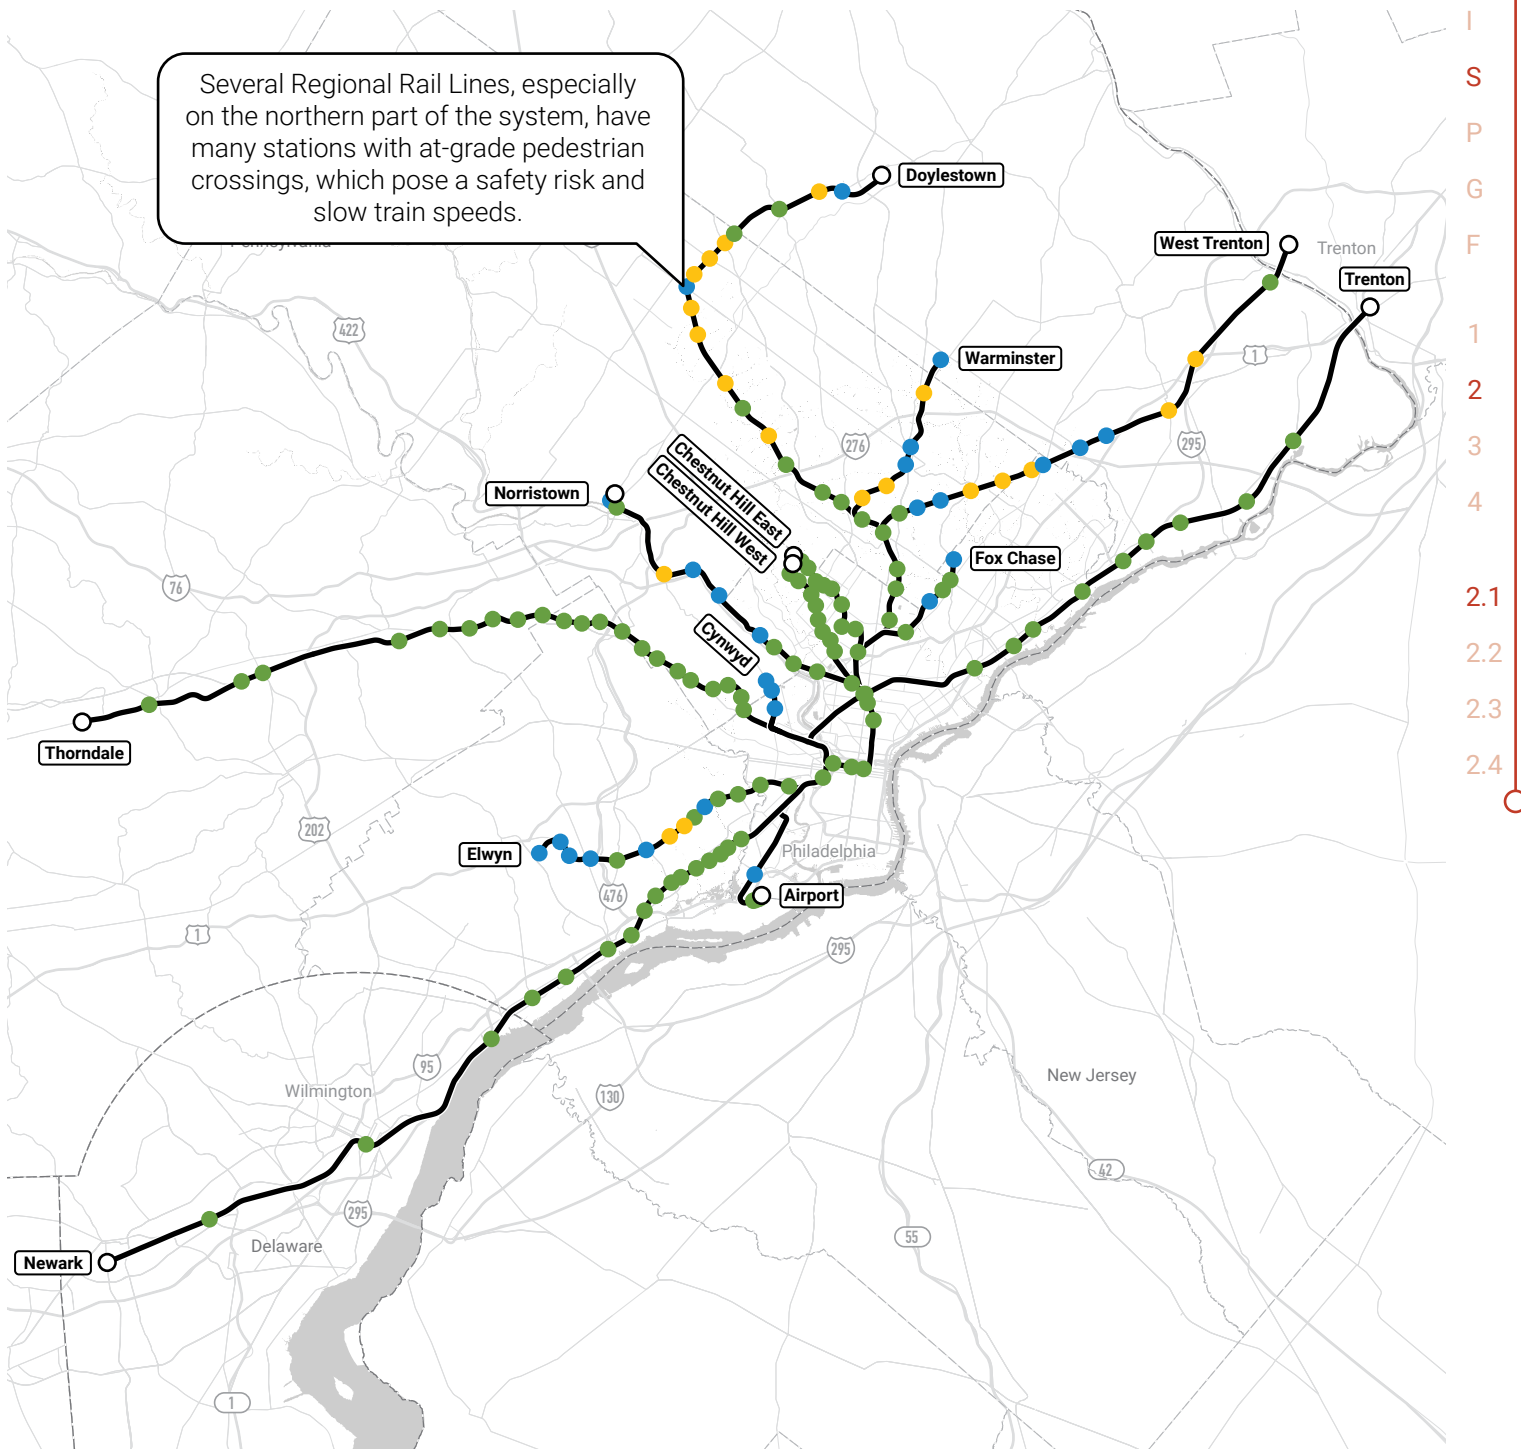 Several Regional Rail Lines, especially
on the northern part of the system, have
many stations with at-grade pedestrian
crossings, which pose a safety risk and
slow train speeds.
Doylestown
West Trenton
Trenton
Trenton
422
1
Warminster
276
295
Chestnut Hill East
Chestnut Hill West
Norristown
Fox Chase
76
Cynwyd
Thorndale
202
Elwyn
Philadelphia
476
Airport
1
295
95
Wilmington
130
New Jersey
42
295
55
Delaware
Newark
1
I
S
P
G
F
1
2
3
4
2.1
2.2
2.3
2.4